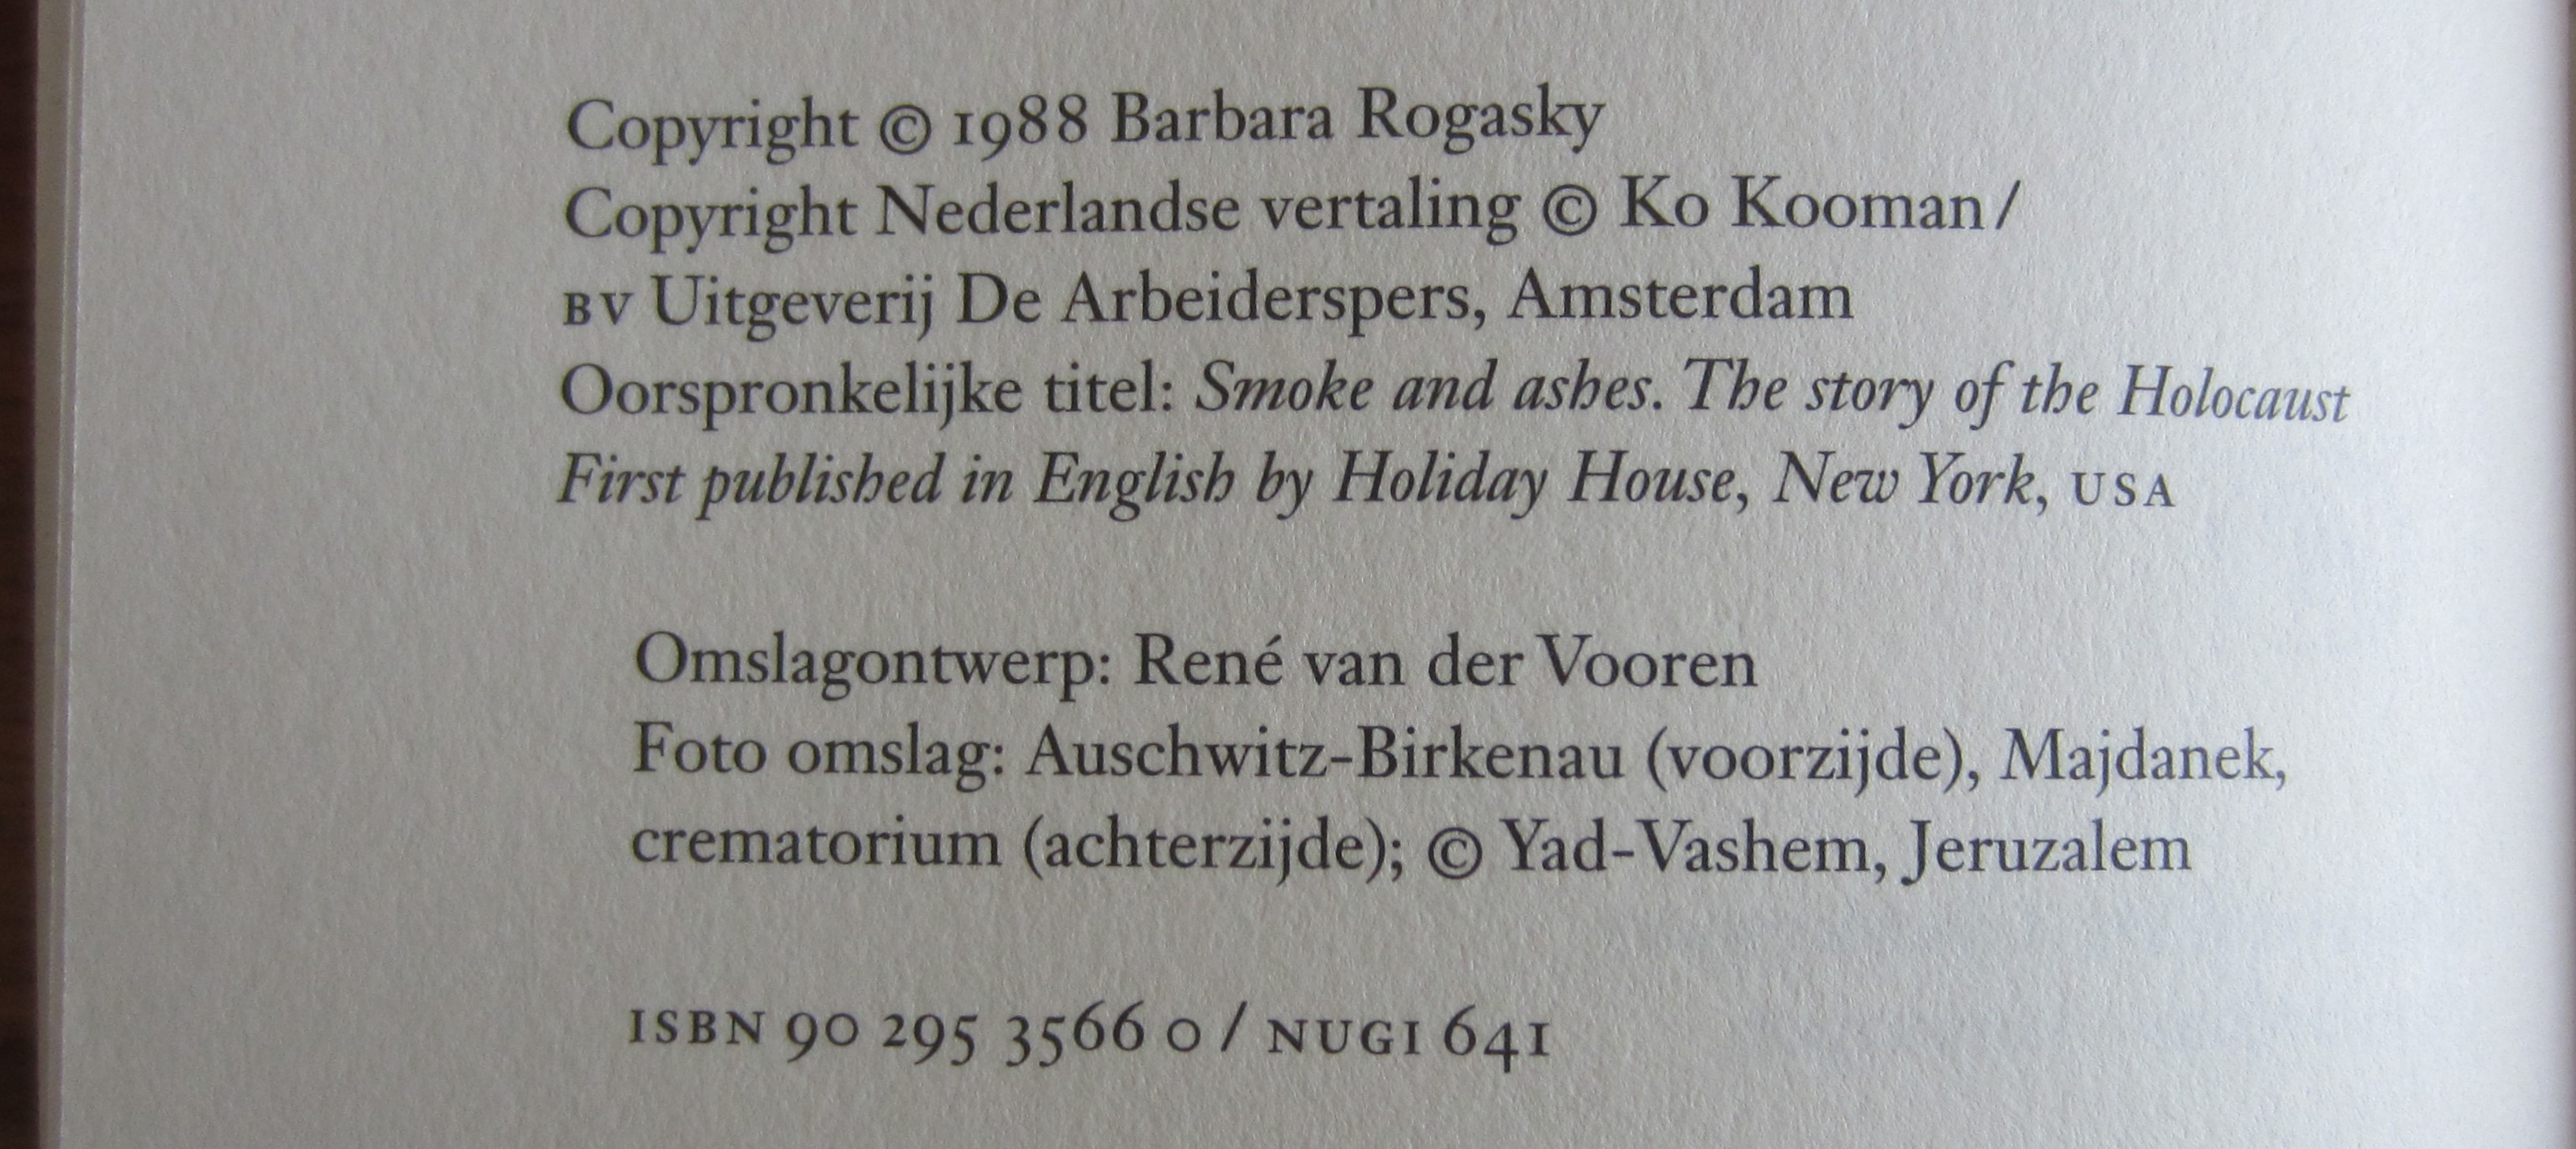 Copyright © 1988 Barbara Rogasky
Copyright Nederlandse vertaling © Ko Kooman/
BV Uitgeverij De Arbeiderspers, Amsterdam
Oorspronkelijke titel: Smoke and ashes. The story of the Holocaust
First published in English by Holiday House, New York, USA
Omslagontwerp: René van der Vooren
Foto omslag: Auschwitz-Birkenau (voorzijde), Majdanek,
crematorium (achterzijde); © Yad-Vashem, Jeruzalem
ISBN 90 295 3566 0 / NUGI 641